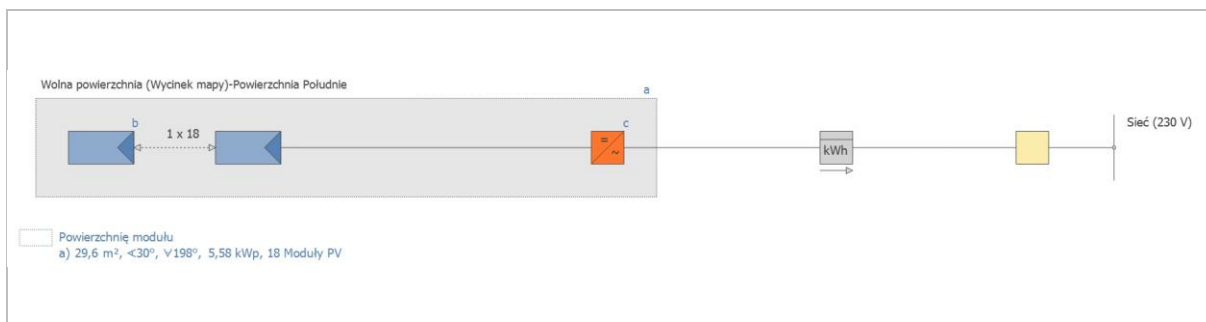 Wolna powierzchnia (Wycinek mapy)-Powierzchnia Południe
a
b
1 x 18
c
=
~
kWh
Sieć (230 V)
Powierzchnię modułu
a) 29,6 m², ∢30°, ∨198°, 5,58 kWp, 18 Moduły PV